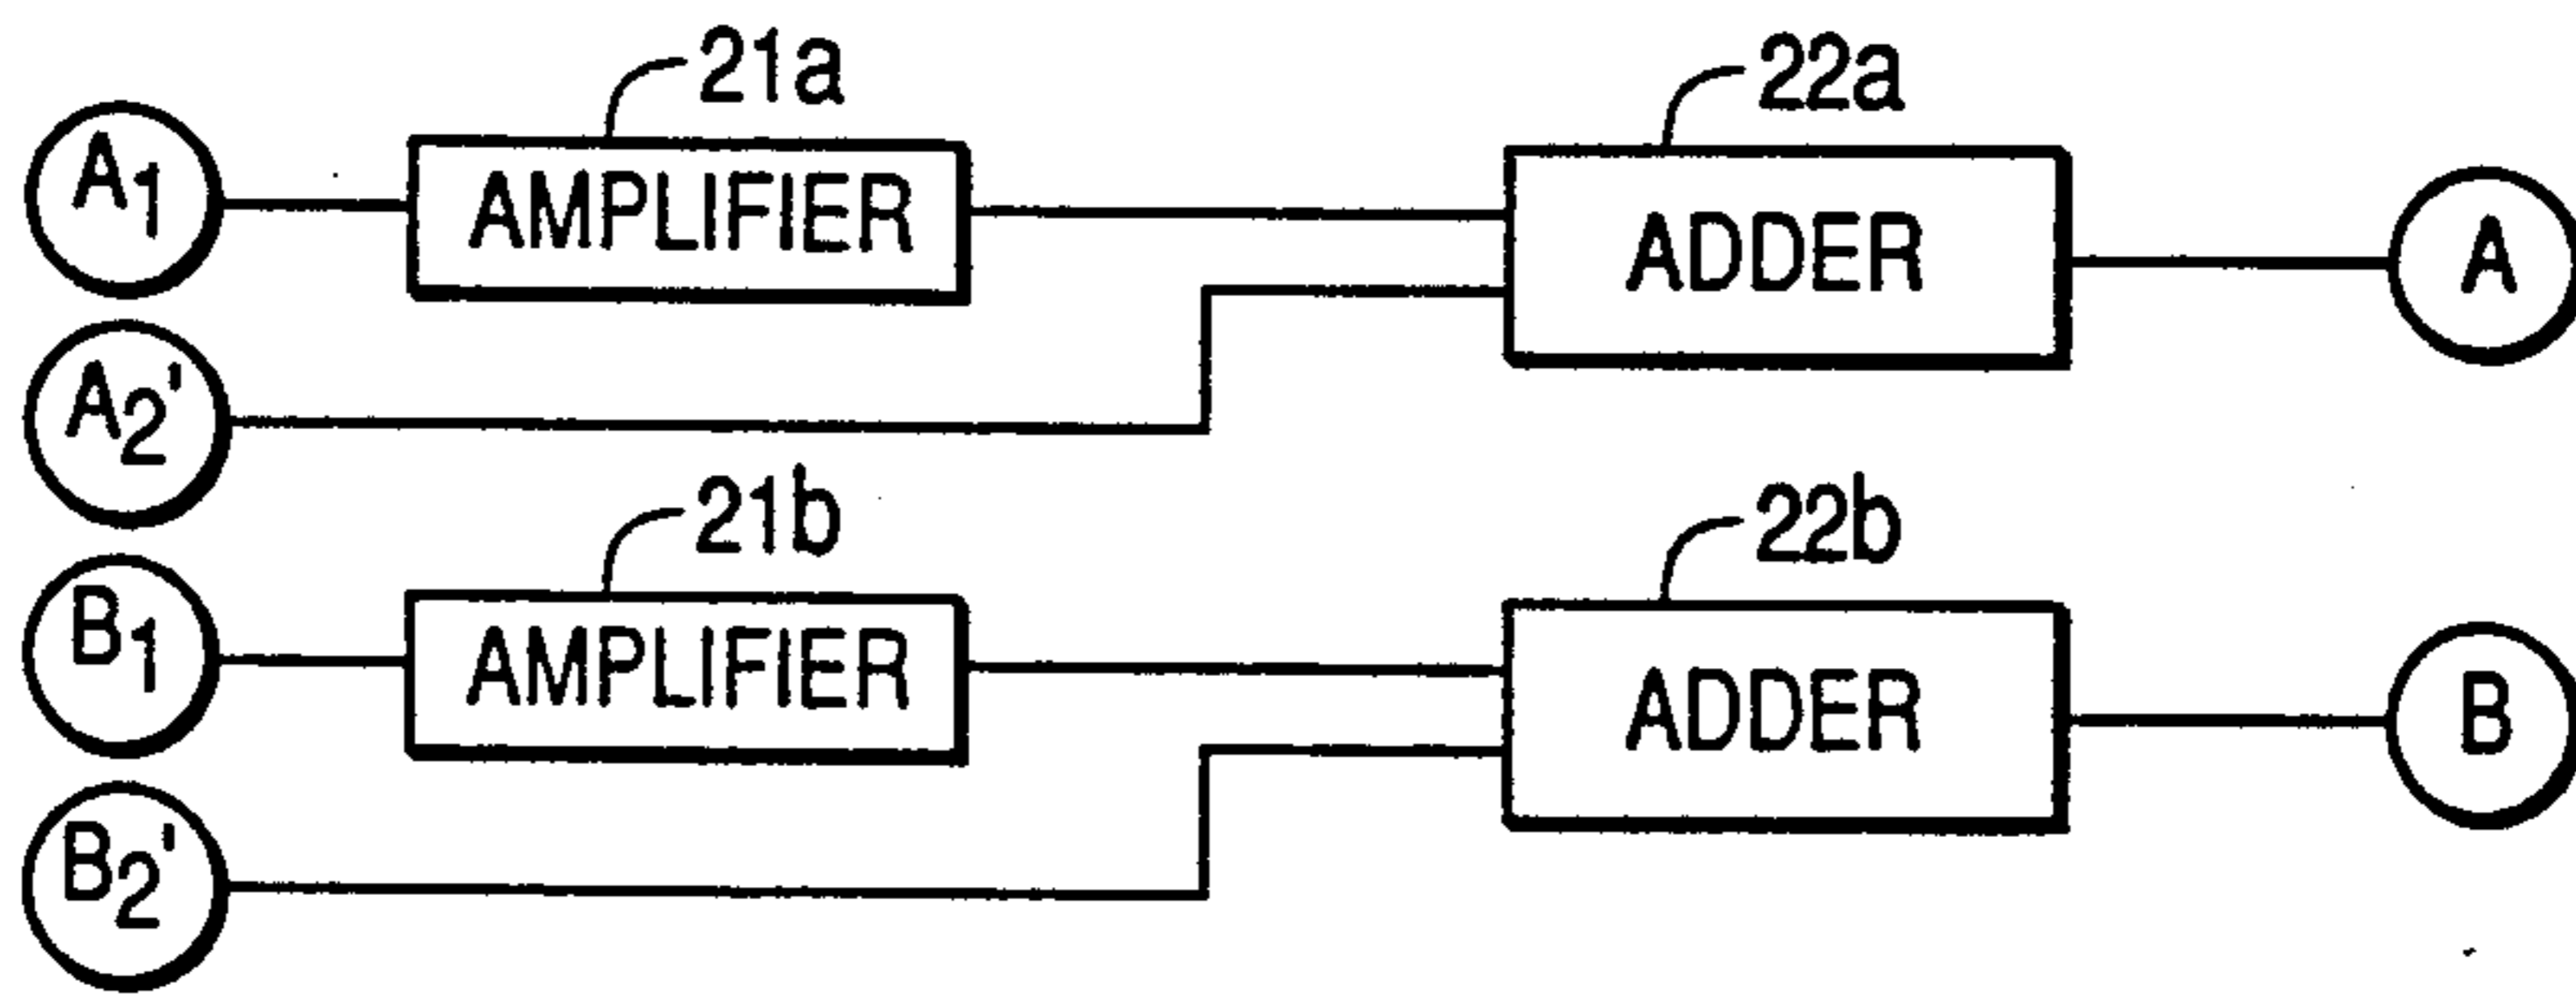 21a
22a
A1
AMPLIFIER
ADDER
A
A2'
21b
22b
B1
AMPLIFIER
ADDER
B
B2'